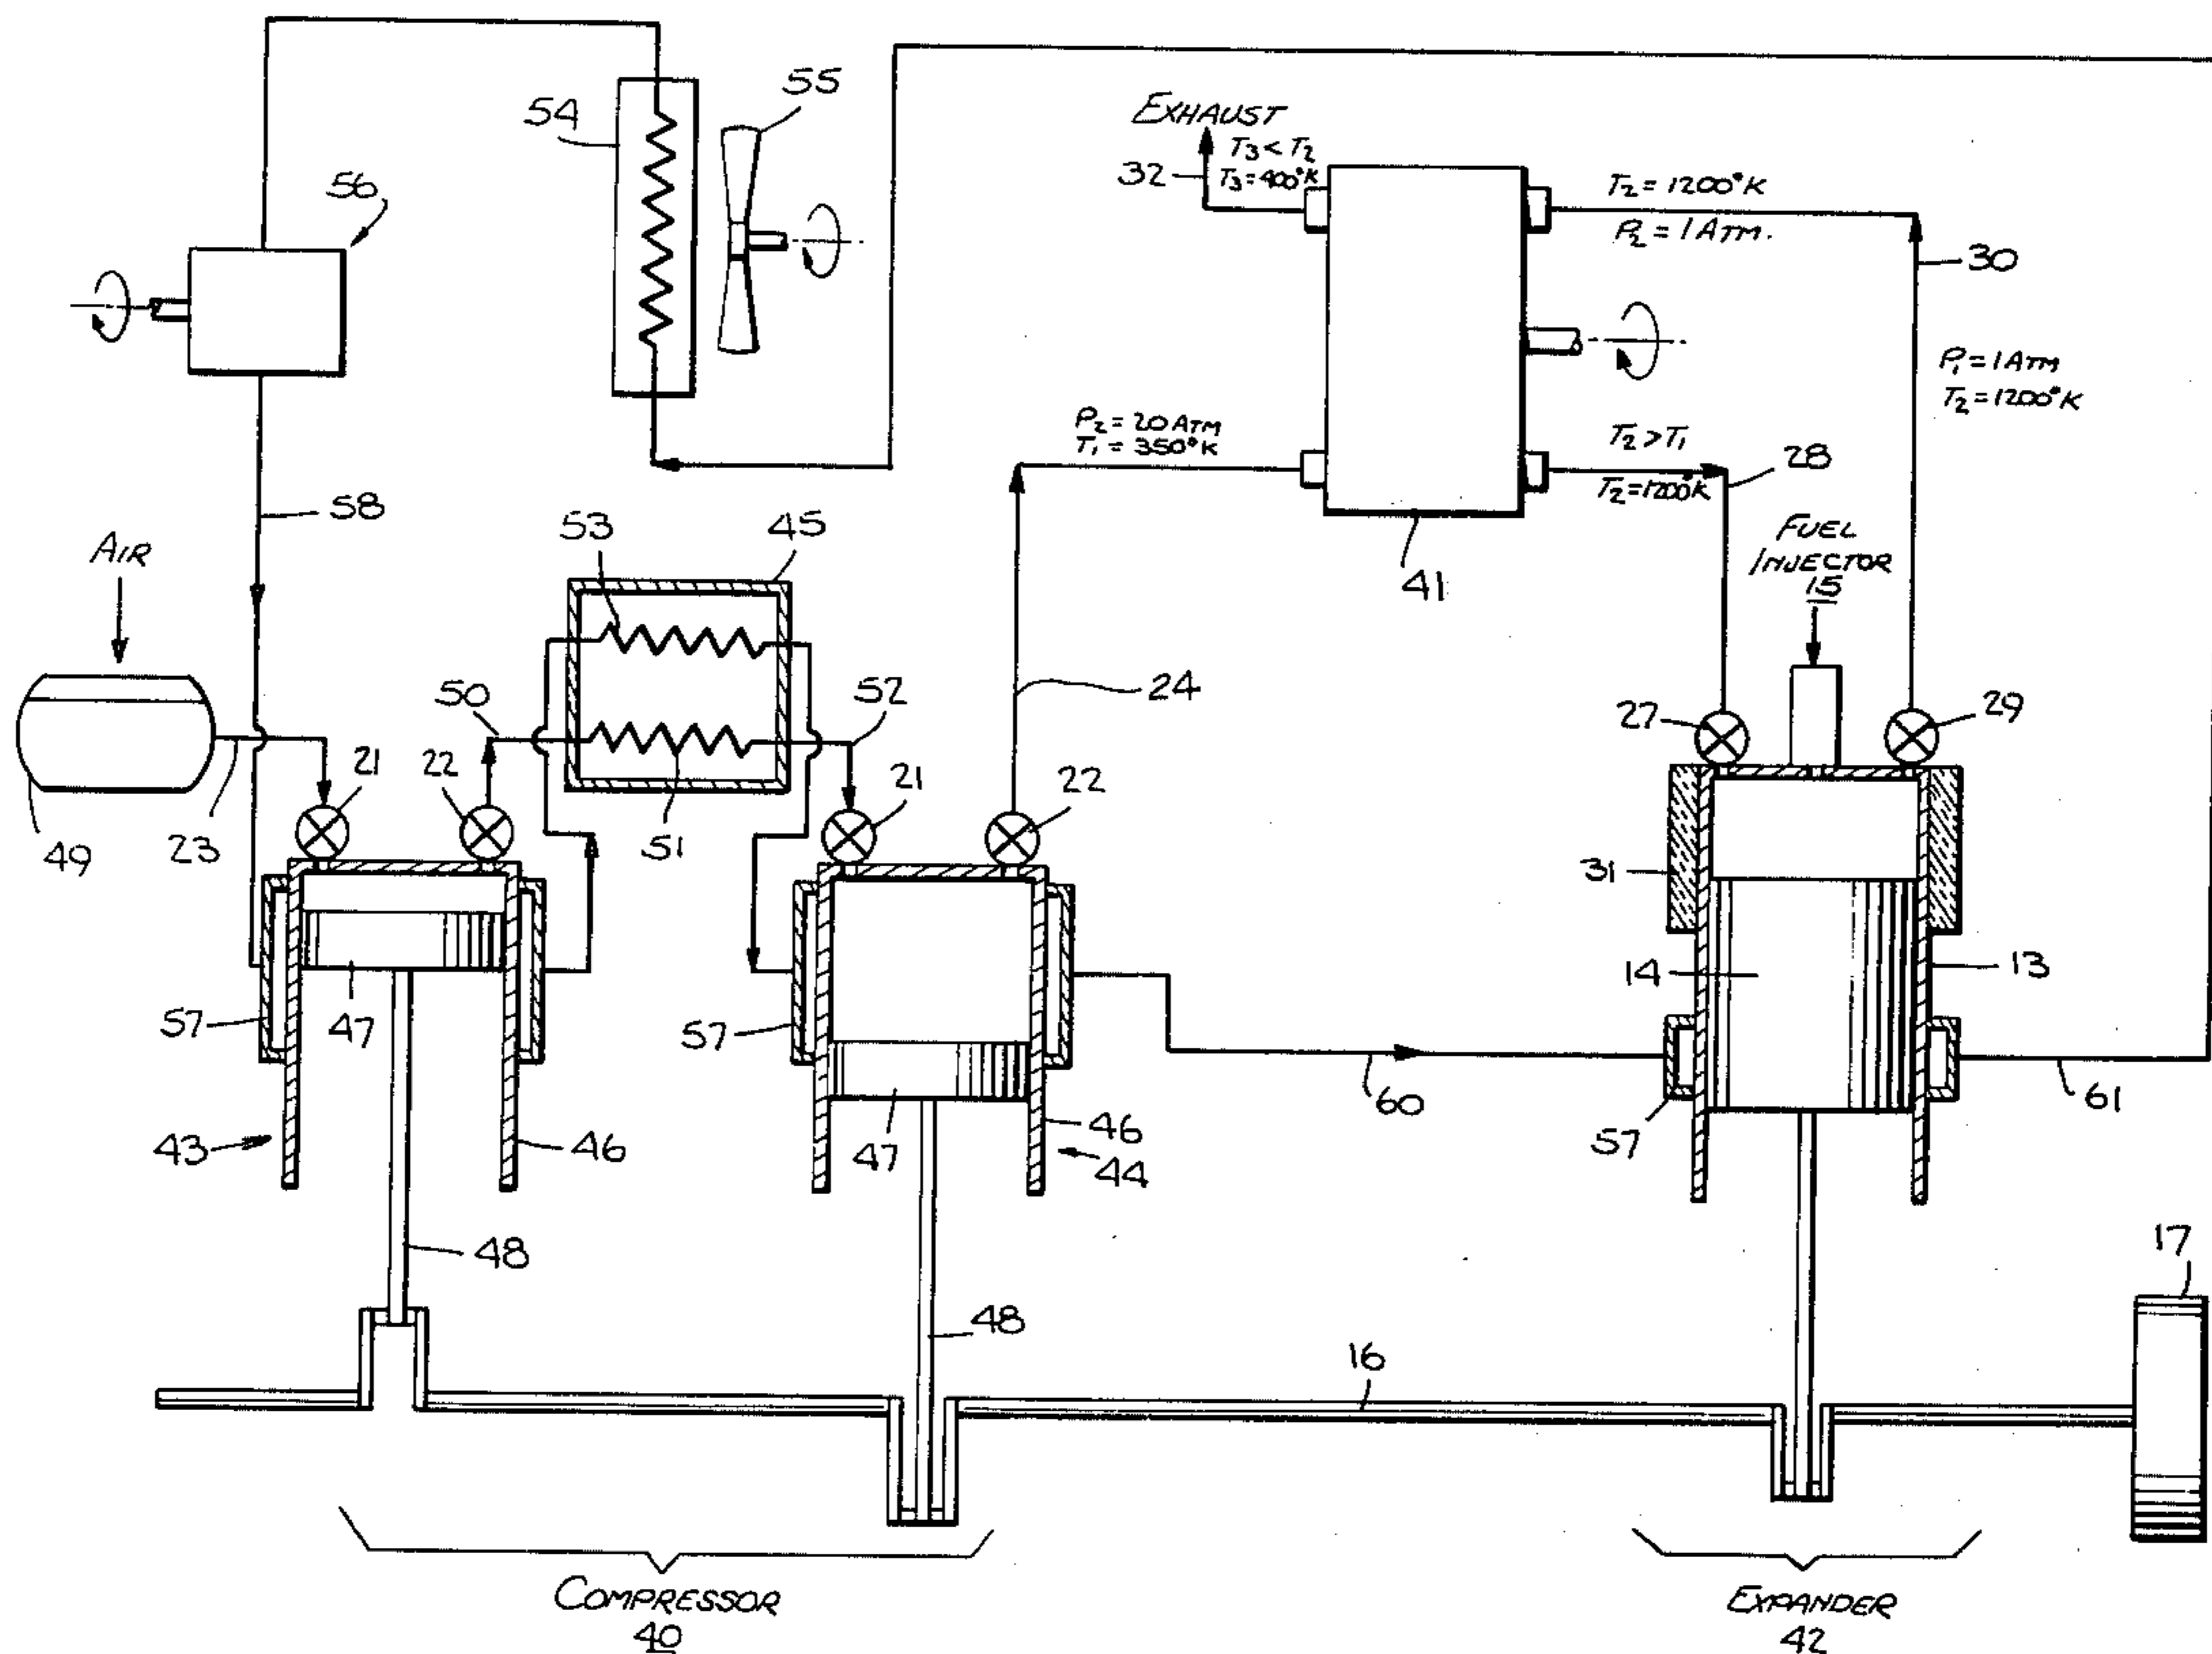 55
54
EXHAUST
T3 < T2
T3 = 400°K
32
T2 = 1200°K
P2 = 1 ATM.
30
56
P1 = 1 ATM
T2 = 1200°K
P2 = 20 ATM
T1 = 350°K
T2 > T1
T2 = 1200°K
28
58
53
45
AIR
41
FUEL
INJECTOR
15
50
52
24
27
29
21
22
51
21
22
49
23
31
14
13
57
47
57
60
57
61
43
46
47
46
44
48
17
48
16
COMPRESSOR
40
EXPANDER
42